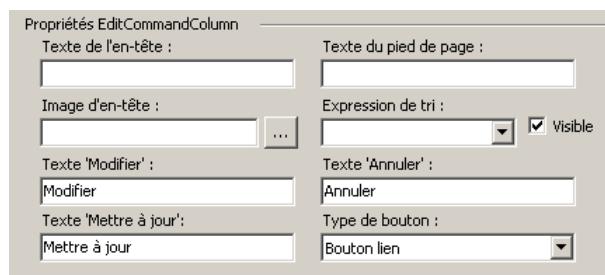 Propriétés EditCommandColumn
Texte de l'en-tête : Texte du pied de page :
Image d'en-tête : Expression de tri :
... Visible
Texte 'Modifier' : Texte 'Annuler' :
Modifier Annuler
Texte 'Mettre à jour': Type de bouton :
Mettre à jour Bouton lien